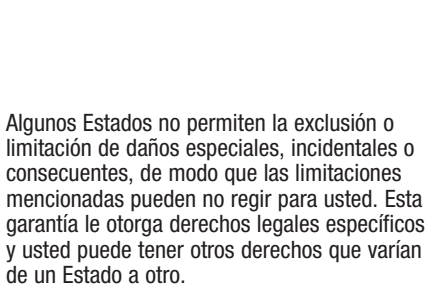 Algunos Estados no permiten la exclusión o
limitación de daños especiales, incidentales o
consecuentes, de modo que las limitaciones
mencionadas pueden no regir para usted. Esta
garantía le otorga derechos legales específicos
y usted puede tener otros derechos que varían
de un Estado a otro.